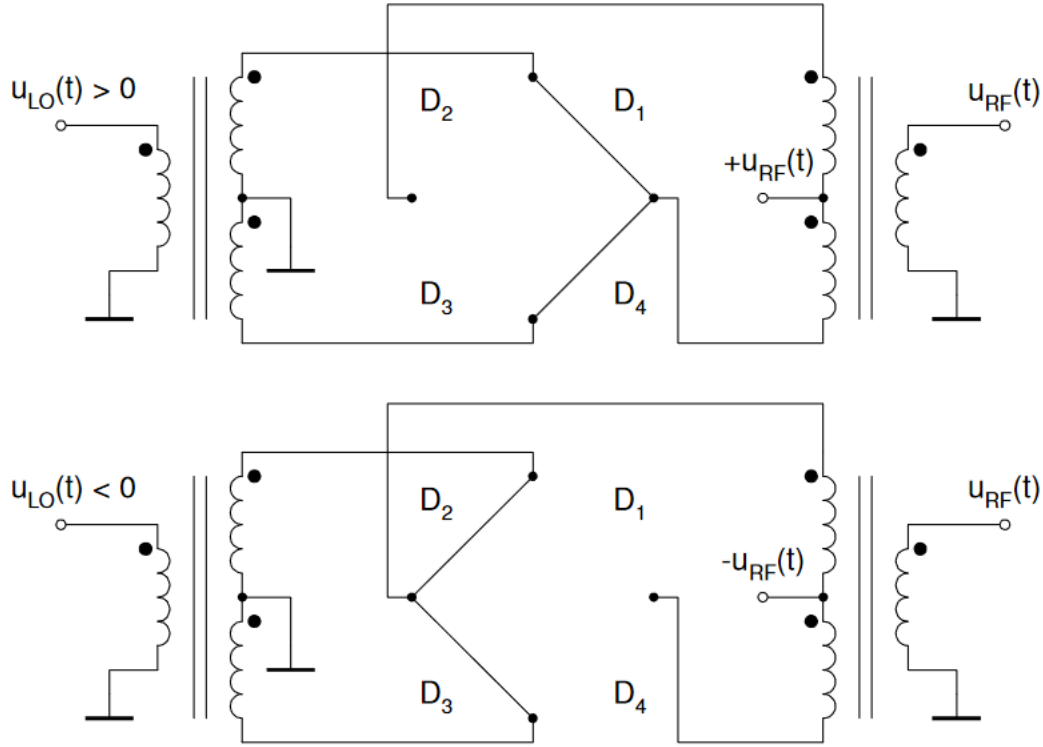 u_LO(t) > 0
D_2
D_1
u_RF(t)
+u_RF(t)
D_3
D_4
u_LO(t) < 0
D_2
D_1
u_RF(t)
-u_RF(t)
D_3
D_4